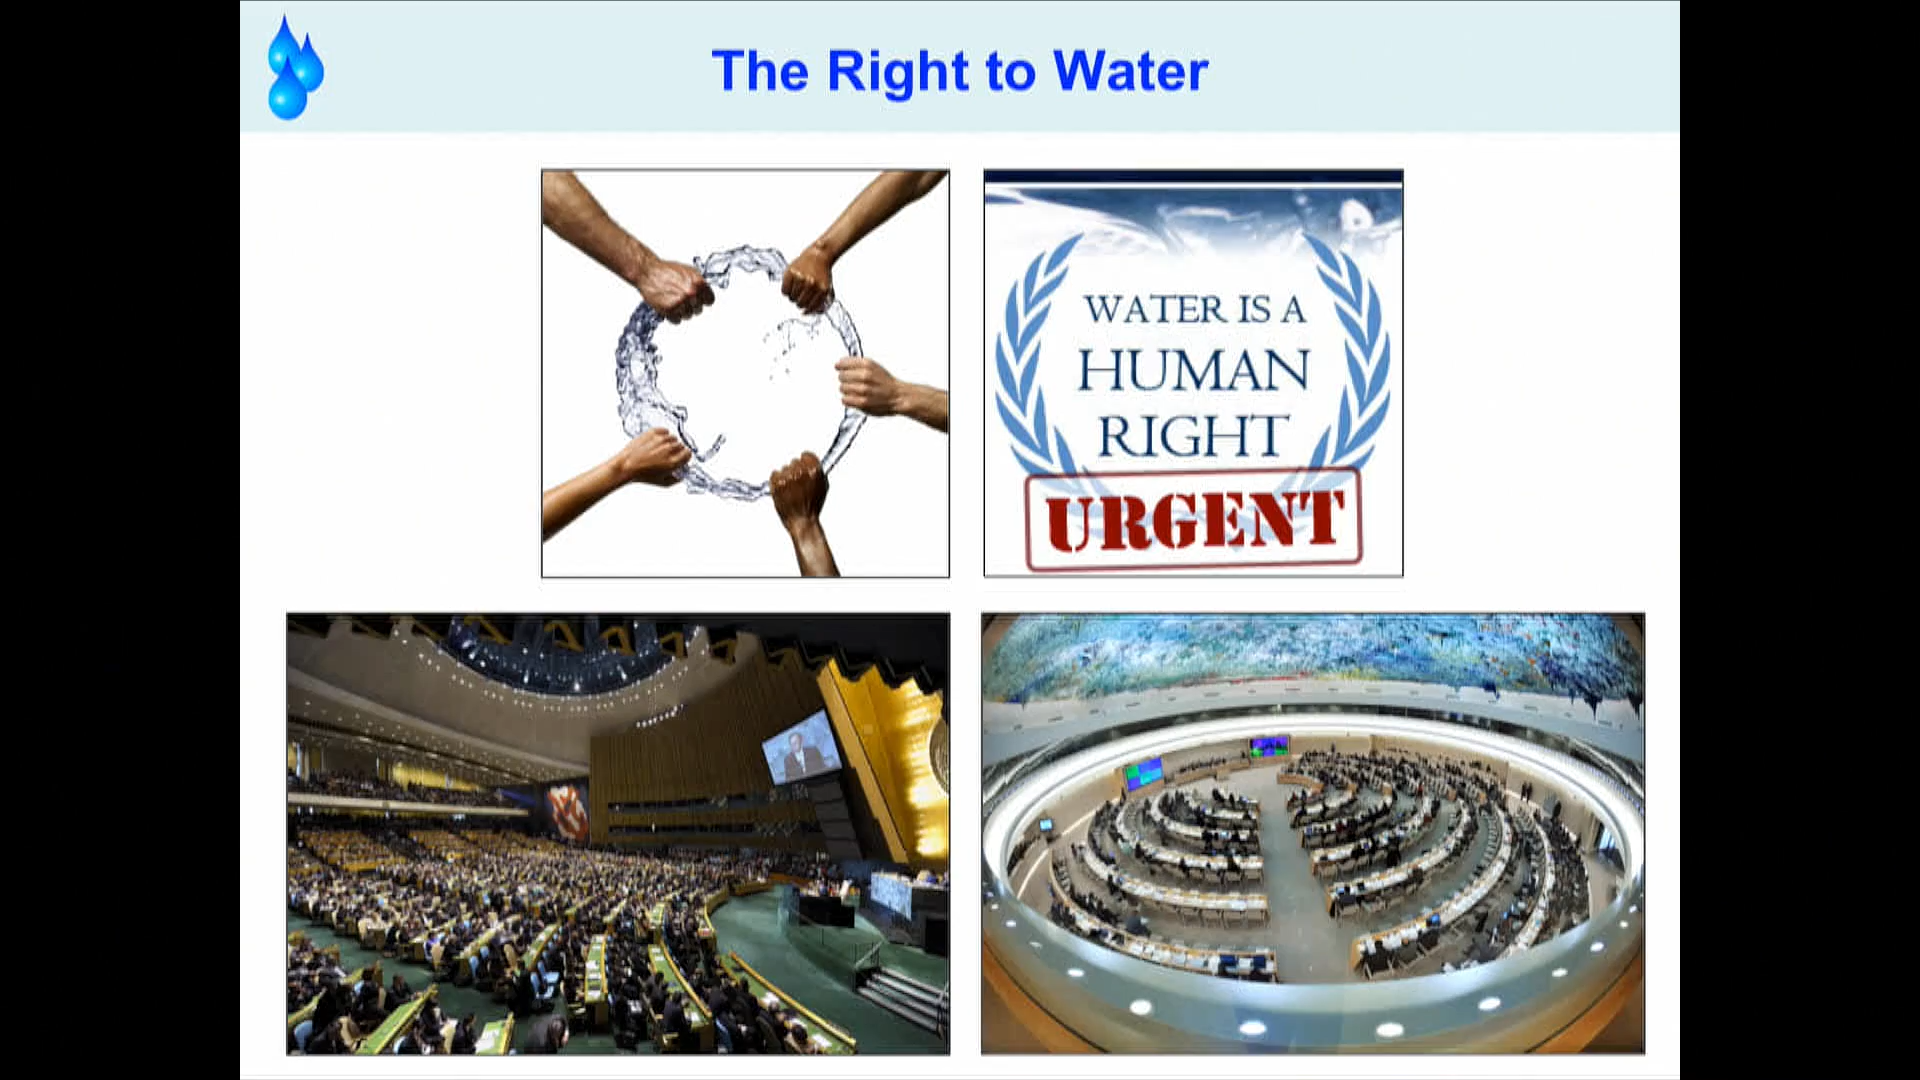 The Right to Water
WATER IS A
HUMAN
RIGHT
URGENT